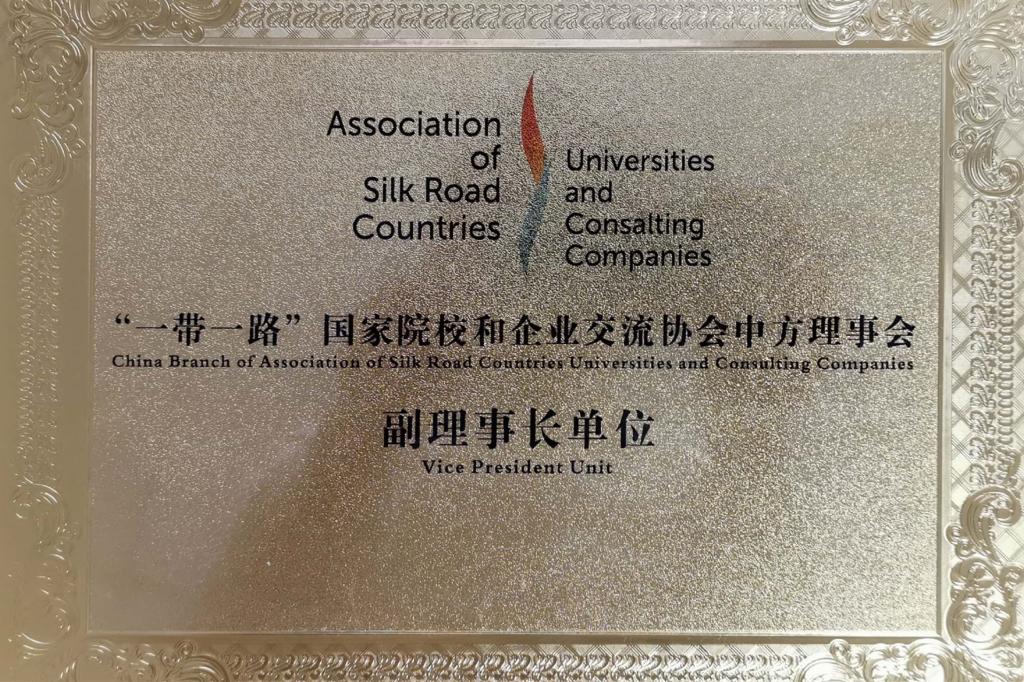 Association
of
Silk Road
Countries
Universities
and
Consalting
Companies
“一带一路”国家院校和企业交流协会中方理事会
China Branch of Association of Silk Road Countries Universities and Consulting Companies
副理事长单位
Vice President Unit